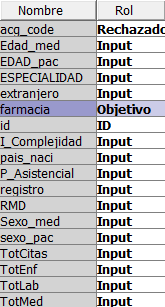 Nombre Rol
acq_code Rechazado
Edad_med Input
EDAD_pac Input
ESPECIALIDAD Input
extranjero Input
farmacia Objetivo
id ID
I_Complejidad Input
pais_naci Input
P_Asistencial Input
registro Input
RMD Input
Sexo_med Input
sexo_pac Input
TotCitas Input
TotEnf Input
TotLab Input
TotMed Input